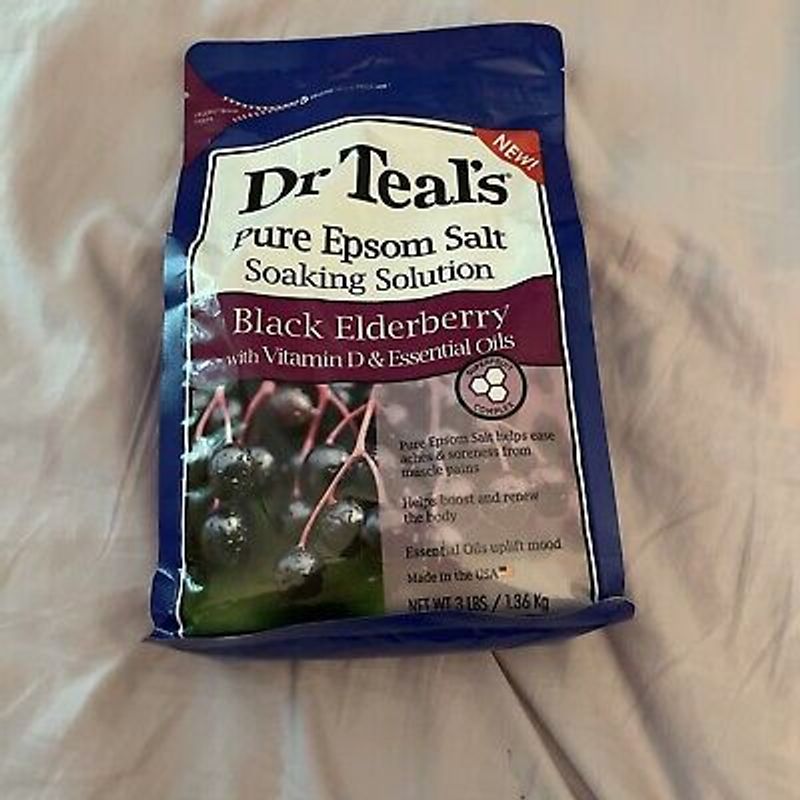 NEW!
Dr Teal's®
Pure Epsom Salt
Soaking Solution
Black Elderberry
with Vitamin D & Essential Oils
SUPERFRUIT
COMPLEX
Pure Epsom Salt helps ease
aches & soreness from
muscle pains
Helps boost and renew
the body
Essential Oils uplift mood
Made in the USA
NET WT 3 LBS / 1.36 Kg